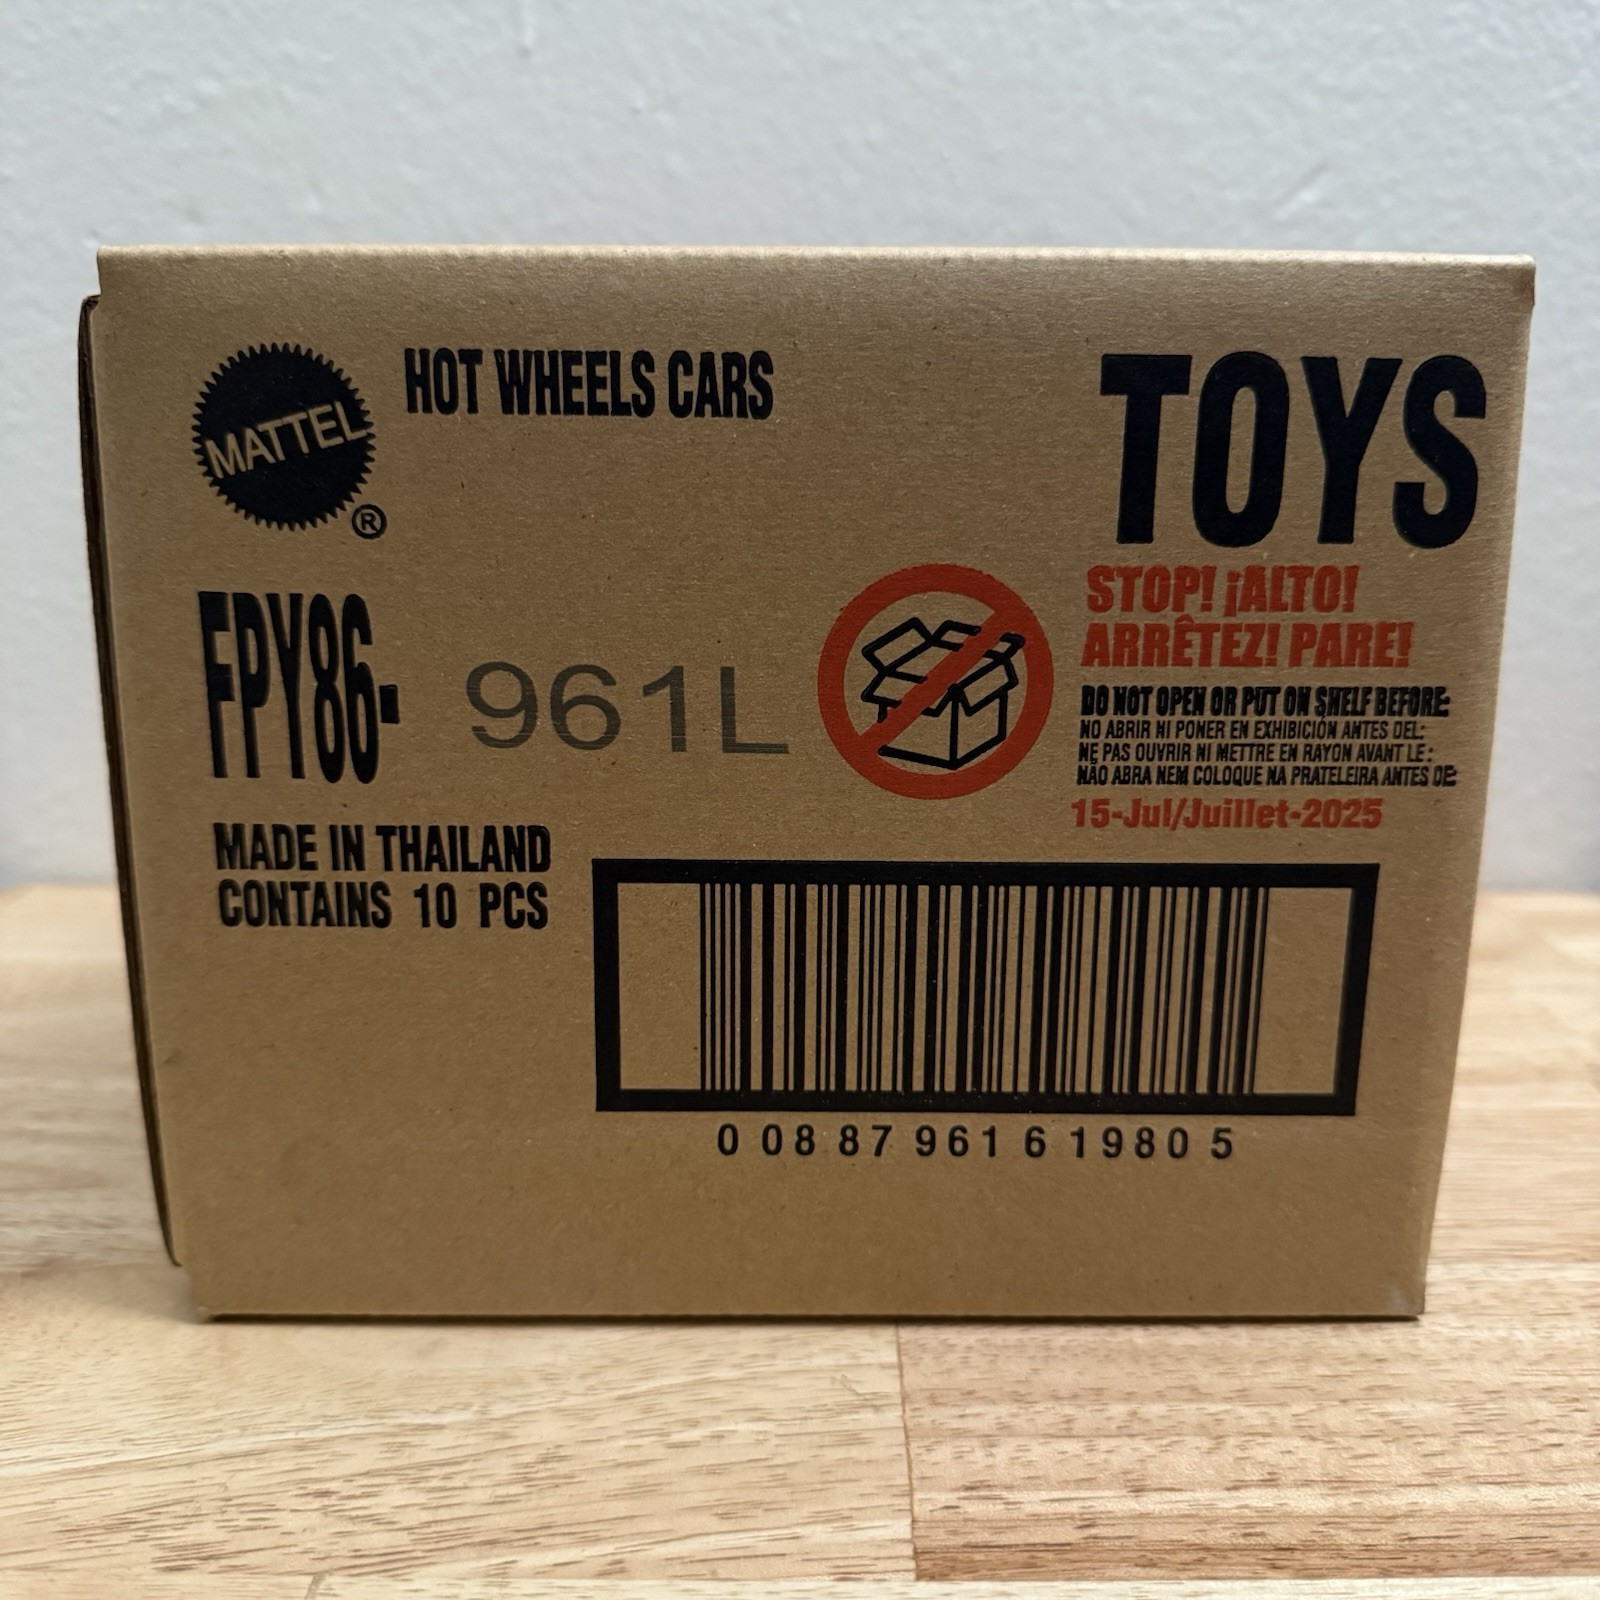 MATTEL
®
HOT WHEELS CARS
TOYS
FPY86-
961L
STOP! ¡ALTO!
ARRÊTEZ! PARE!
DO NOT OPEN OR PUT ON SHELF BEFORE:
NO ABRIR NI PONER EN EXHIBICIÓN ANTES DEL:
NE PAS OUVRIR NI METTRE EN RAYON AVANT LE:
NÃO ABRA NEM COLOQUE NA PRATELEIRA ANTES DE:
15-Jul/Juillet-2025
MADE IN THAILAND
CONTAINS 10 PCS
0 08 87 961 6 1980 5